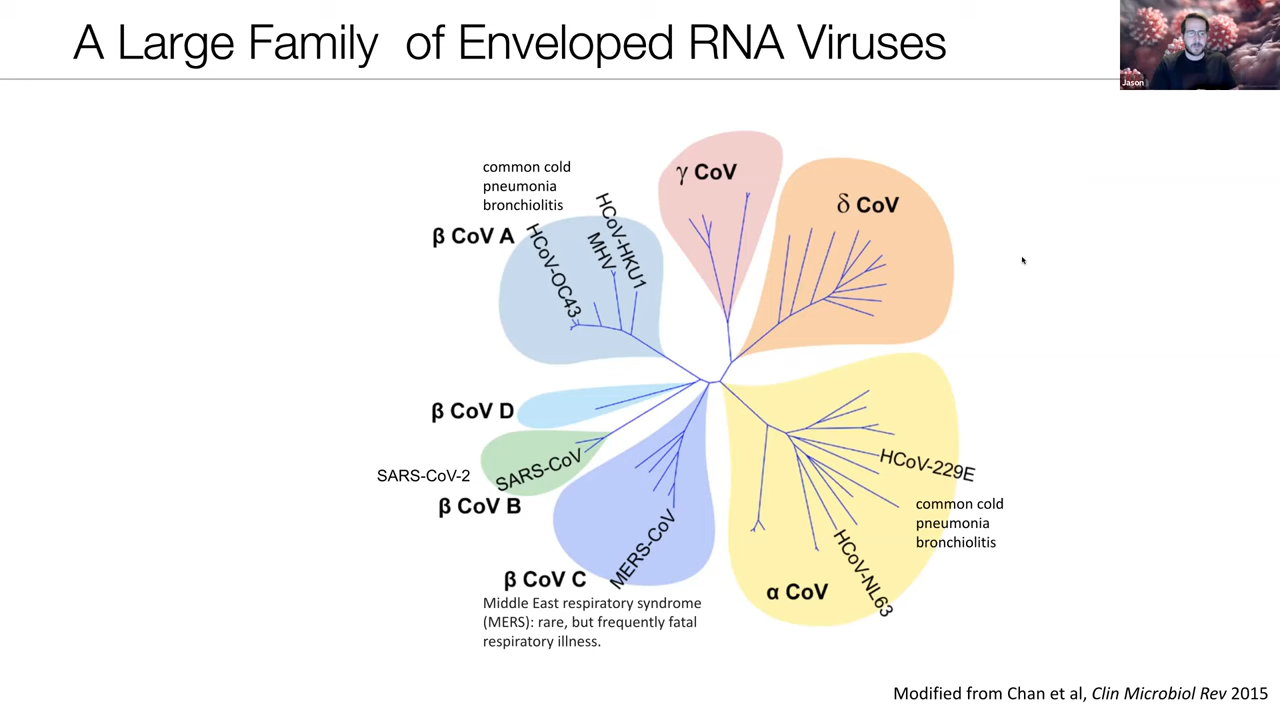 A Large Family of Enveloped RNA Viruses
Jason
common cold
pneumonia
bronchiolitis
γ CoV
δ CoV
β CoV A
HCoV-OC43
MHV
HCoV-HKU1
β CoV D
SARS-CoV-2
SARS-CoV
β CoV B
HCoV-229E
common cold
pneumonia
bronchiolitis
MERS-CoV
HCoV-NL63
β CoV C
α CoV
Middle East respiratory syndrome
(MERS): rare, but frequently fatal
respiratory illness.
Modified from Chan et al, Clin Microbiol Rev 2015